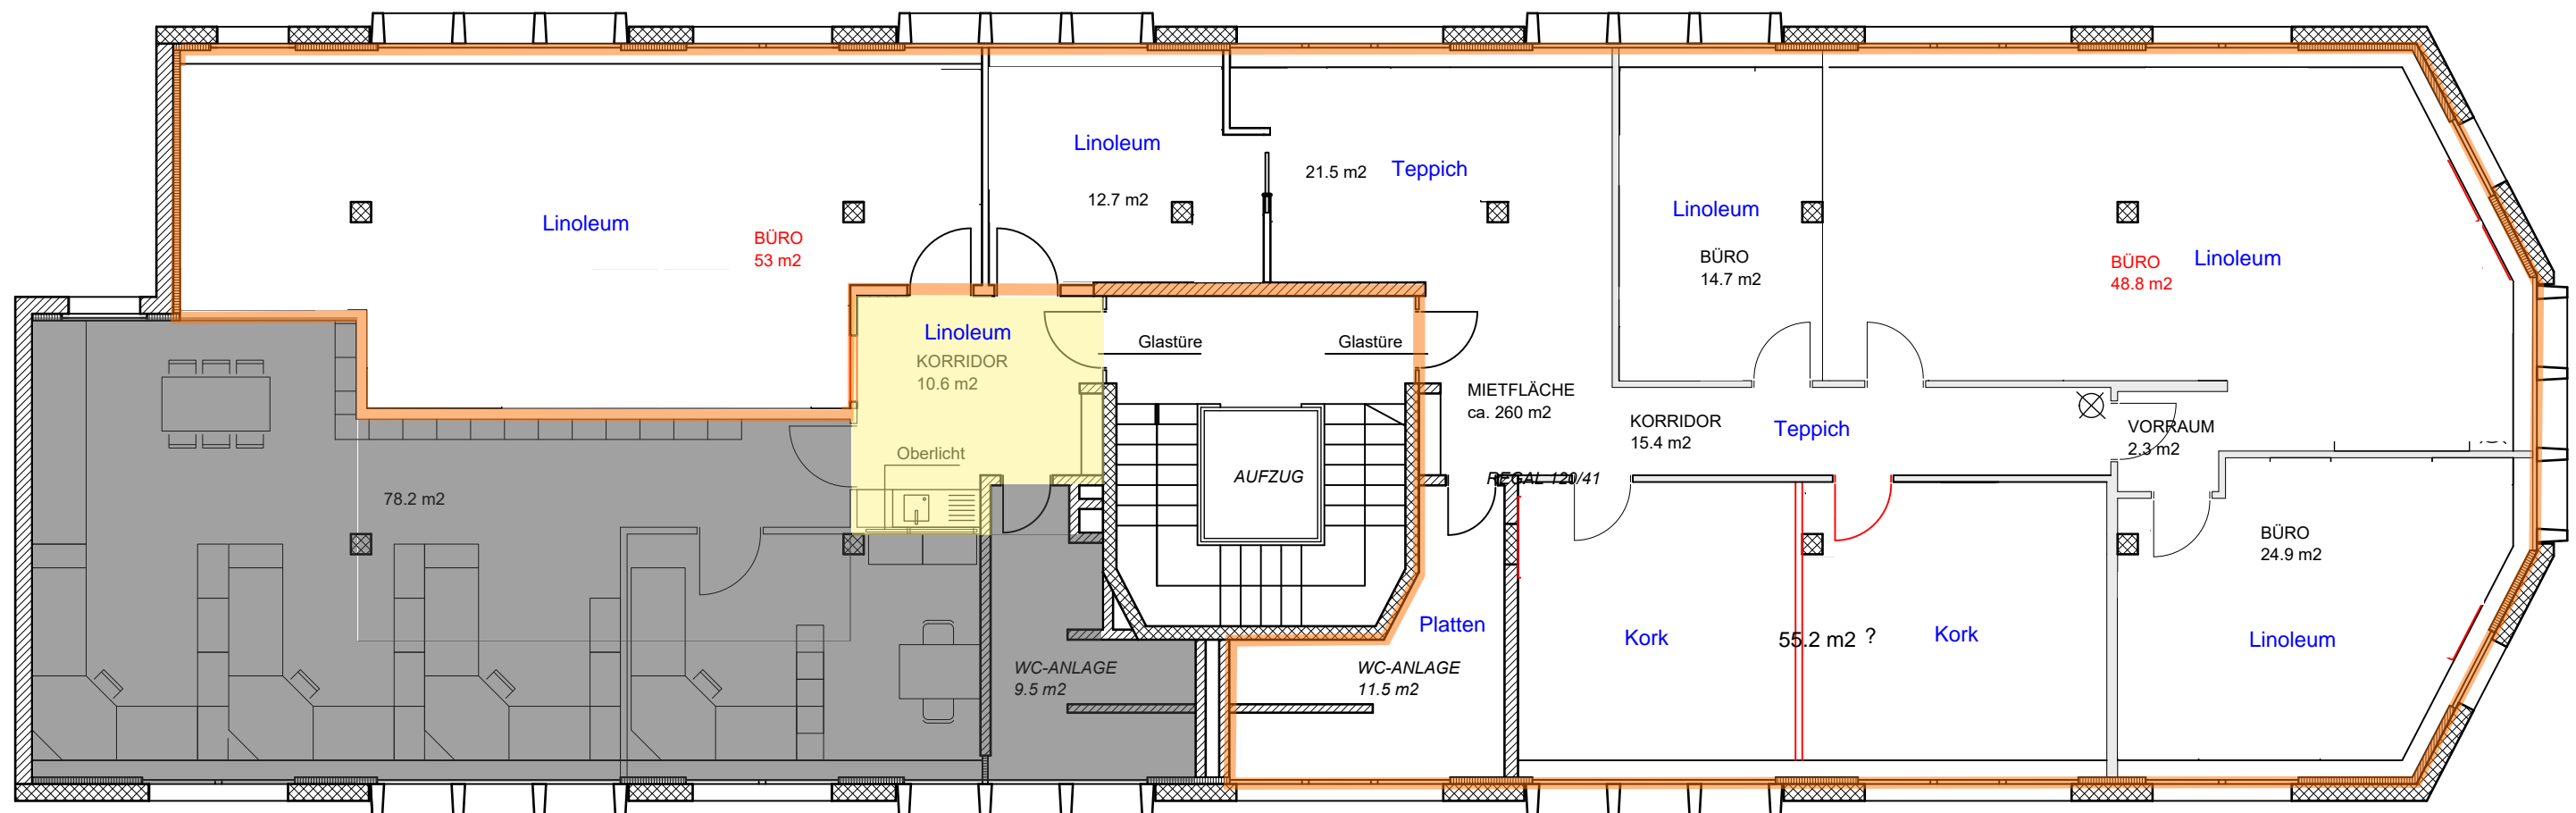 Linoleum
BÜRO
53 m2
Linoleum
12.7 m2
21.5 m2
Teppich
Linoleum
BÜRO
14.7 m2
BÜRO
48.8 m2
Linoleum
Linoleum
KORRIDOR
10.6 m2
Oberlicht
Glastüre
Glastüre
AUFZUG
MIETFLÄCHE
ca. 260 m2
KORRIDOR
15.4 m2
Teppich
VORRAUM
2.3 m2
REGAL 120/41
78.2 m2
WC-ANLAGE
9.5 m2
Platten
WC-ANLAGE
11.5 m2
Kork
55.2 m2 ?
Kork
BÜRO
24.9 m2
Linoleum